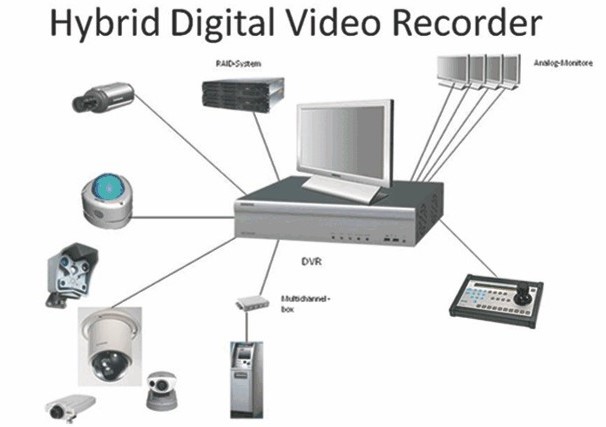 Hybrid Digital Video Recorder
RAID-System
Analog-Monitore
DVR
Multichannel-
box